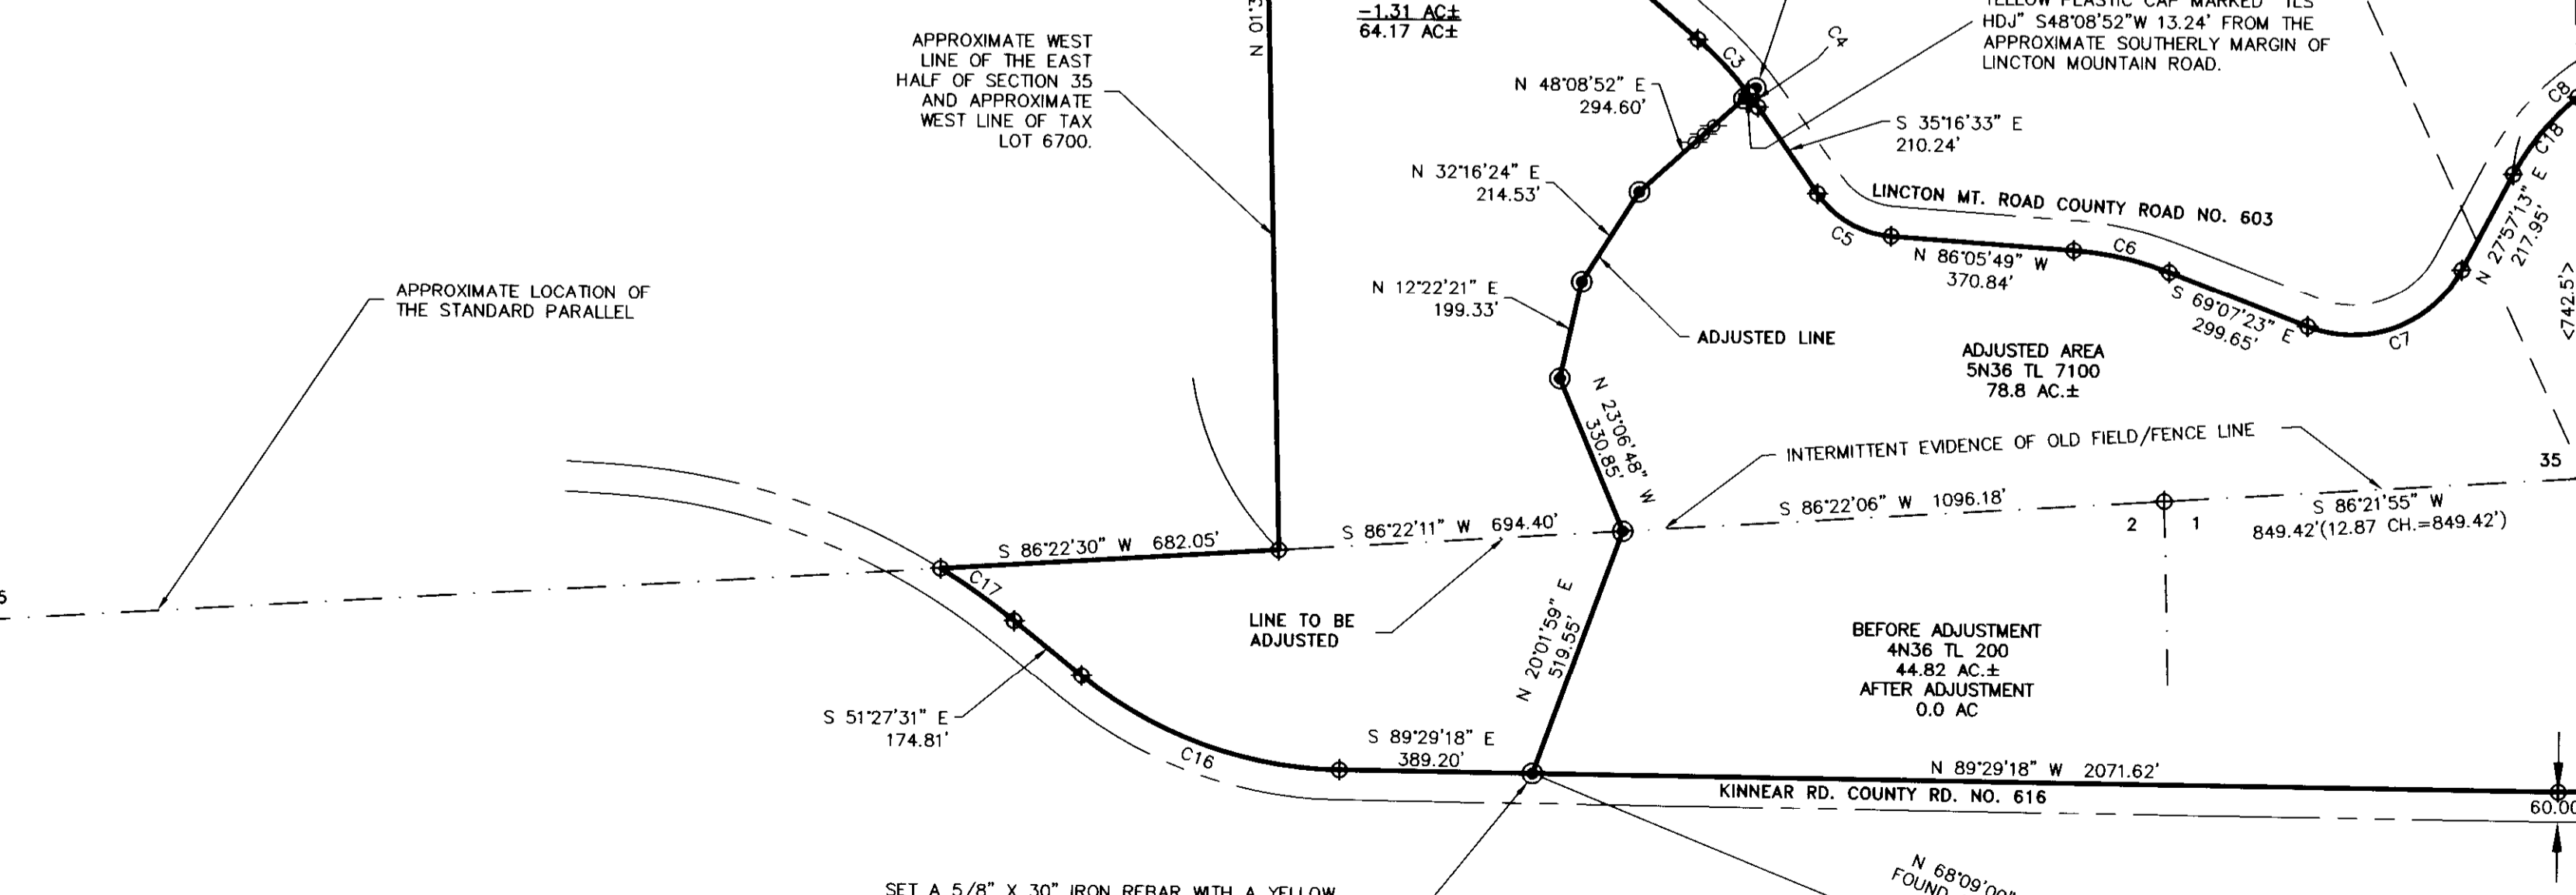 -1.31 AC±
64.17 AC±
HDJ" S48°08'52"W 13.24' FROM THE
APPROXIMATE SOUTHERLY MARGIN OF
LINCTON MOUNTAIN ROAD.
APPROXIMATE WEST
LINE OF THE EAST
HALF OF SECTION 35
AND APPROXIMATE
WEST LINE OF TAX
LOT 6700.
C3
C4
N 48°08'52" E
294.60'
S 35°16'33" E
210.24'
N 32°16'24" E
214.53'
LINCTON MT. ROAD COUNTY ROAD NO. 603
C5
N 86°05'49" W
370.84'
C6
S 69°07'23" E
299.65'
C7
N 27°57'13" E
217.95'
C18
C8
<742.5'>
APPROXIMATE LOCATION OF
THE STANDARD PARALLEL
N 12°22'21" E
199.33'
ADJUSTED LINE
ADJUSTED AREA
5N36 TL 7100
78.8 AC.±
N 23°06'48" W
330.85'
INTERMITTENT EVIDENCE OF OLD FIELD/FENCE LINE
35
S 86°22'30" W 682.05'
S 86°22'11" W 694.40'
S 86°22'06" W 1096.18'
2
1
S 86°21'55" W
849.42'(12.87 CH.=849.42')
C17
LINE TO BE
ADJUSTED
N 20°01'59" E
519.55'
BEFORE ADJUSTMENT
4N36 TL 200
44.82 AC.±
AFTER ADJUSTMENT
0.0 AC
S 51°27'31" E
174.81'
C16
S 89°29'18" E
389.20'
N 89°29'18" W 2071.62'
KINNEAR RD. COUNTY RD. NO. 616
60.00
SET A 5/8" X 30" IRON REBAR WITH A YELLOW
N 68°09'00"
FOUND